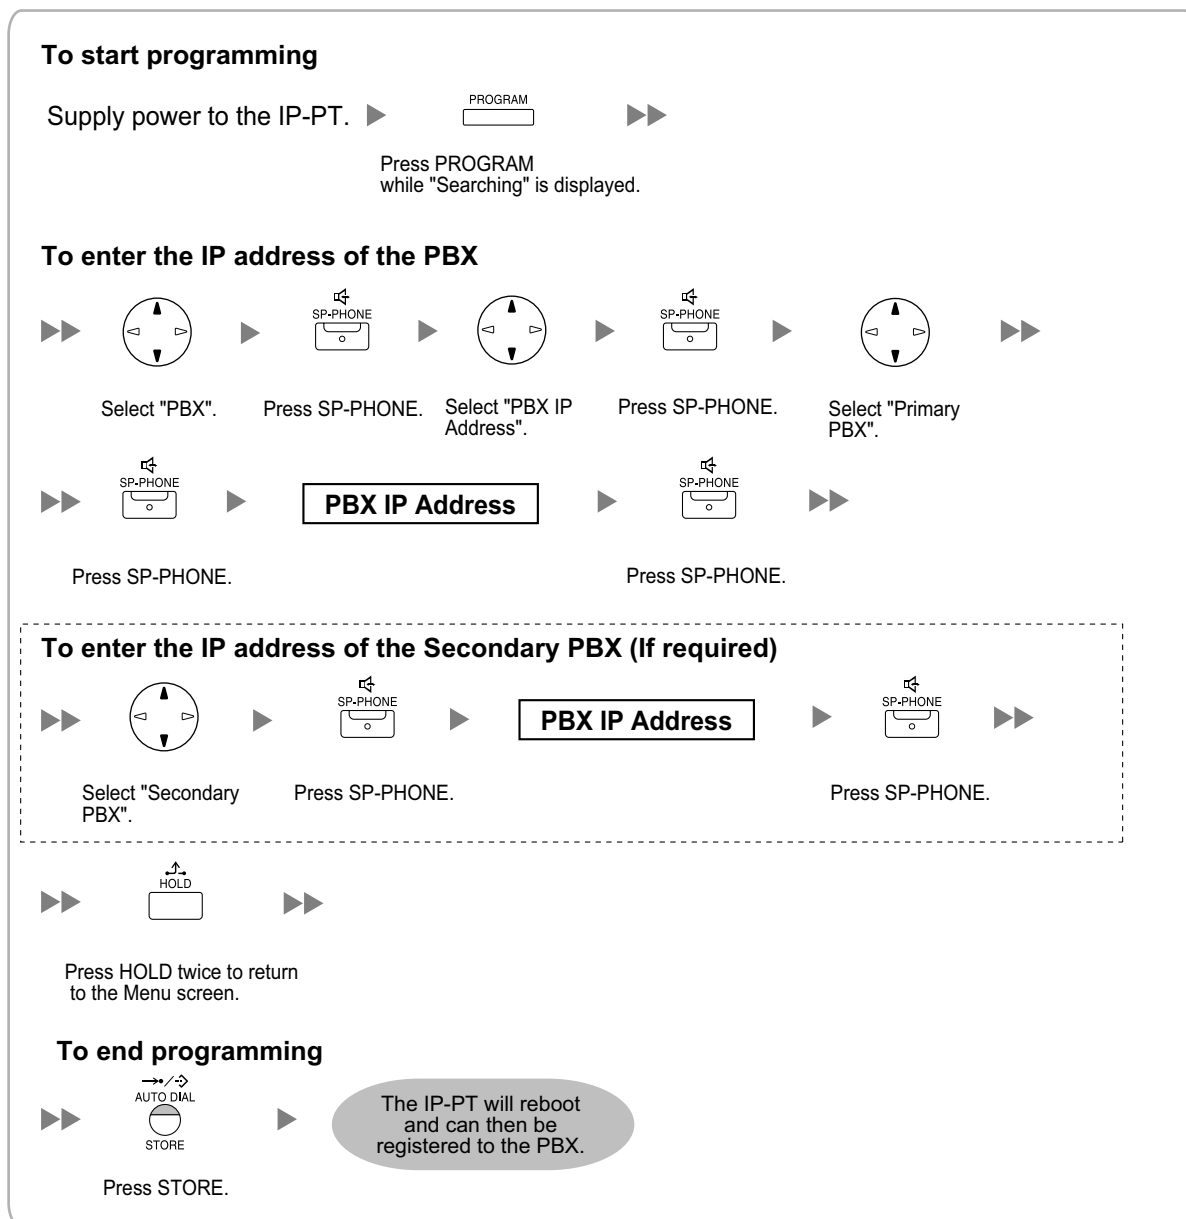 To start programming
Supply power to the IP-PT.
PROGRAM
Press PROGRAM
while "Searching" is displayed.
To enter the IP address of the PBX
SP-PHONE
SP-PHONE
Select "PBX".
Press SP-PHONE.
Select "PBX IP
Address".
Press SP-PHONE.
Select "Primary
PBX".
SP-PHONE
PBX IP Address
SP-PHONE
Press SP-PHONE.
Press SP-PHONE.
To enter the IP address of the Secondary PBX (If required)
SP-PHONE
PBX IP Address
SP-PHONE
Select "Secondary
PBX".
Press SP-PHONE.
Press SP-PHONE.
HOLD
Press HOLD twice to return
to the Menu screen.
To end programming
AUTO DIAL
STORE
The IP-PT will reboot
and can then be
registered to the PBX.
Press STORE.